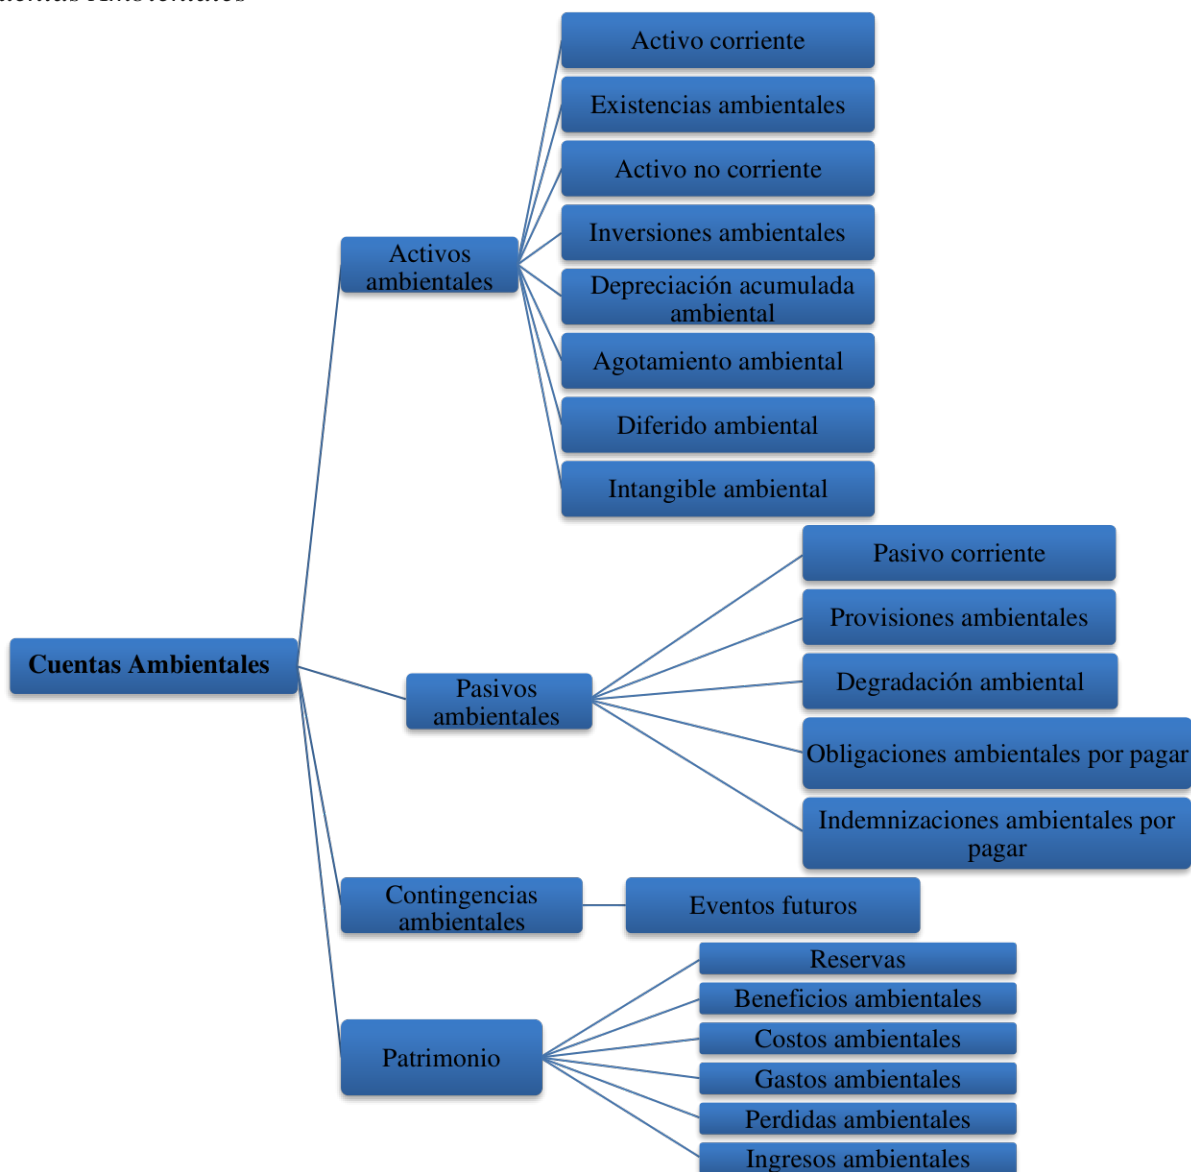 Ambientales
Activo corriente
Existencias ambientales
Activo no corriente
Inversiones ambientales
Activos
ambientales
Depreciación acumulada
ambiental
Agotamiento ambiental
Diferido ambiental
Intangible ambiental
Cuentas Ambientales
Pasivos
ambientales
Pasivo corriente
Provisiones ambientales
Degradación ambiental
Obligaciones ambientales por pagar
Indemnizaciones ambientales por
pagar
Contingencias
ambientales
Eventos futuros
Patrimonio
Reservas
Beneficios ambientales
Costos ambientales
Gastos ambientales
Perdidas ambientales
Ingresos ambientales